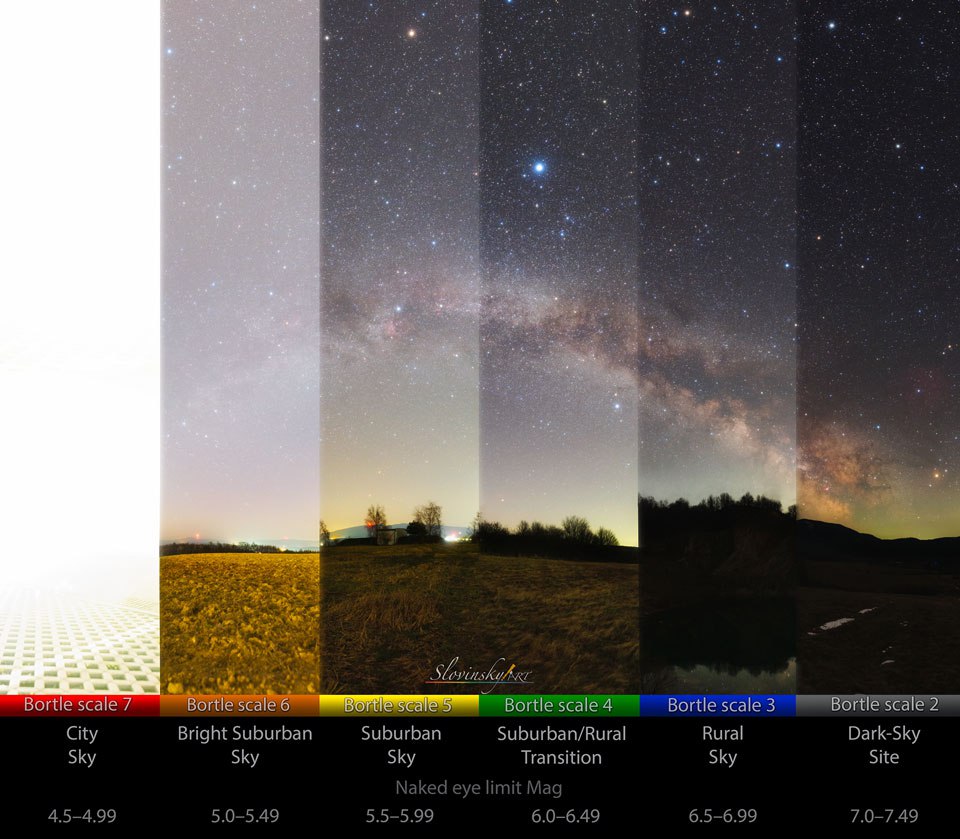 Slovinsky ART
Bortle scale 7 Bortle scale 6 Bortle scale 5 Bortle scale 4 Bortle scale 3 Bortle scale 2
City Bright Suburban Suburban Suburban/Rural Rural Dark-Sky
Sky Sky Sky Transition Sky Site
Naked eye limit Mag
4.5–4.99 5.0–5.49 5.5–5.99 6.0–6.49 6.5–6.99 7.0–7.49